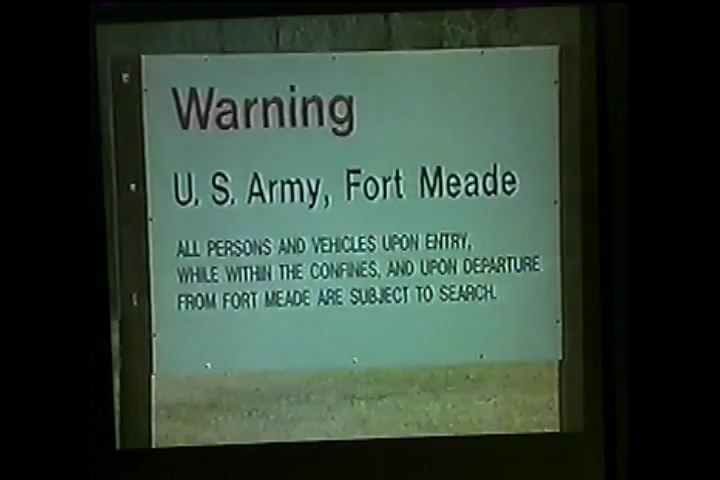 Warning
U. S. Army, Fort Meade
ALL PERSONS AND VEHICLES UPON ENTRY,
WHILE WITHIN THE CONFINES, AND UPON DEPARTURE
FROM FORT MEADE ARE SUBJECT TO SEARCH.